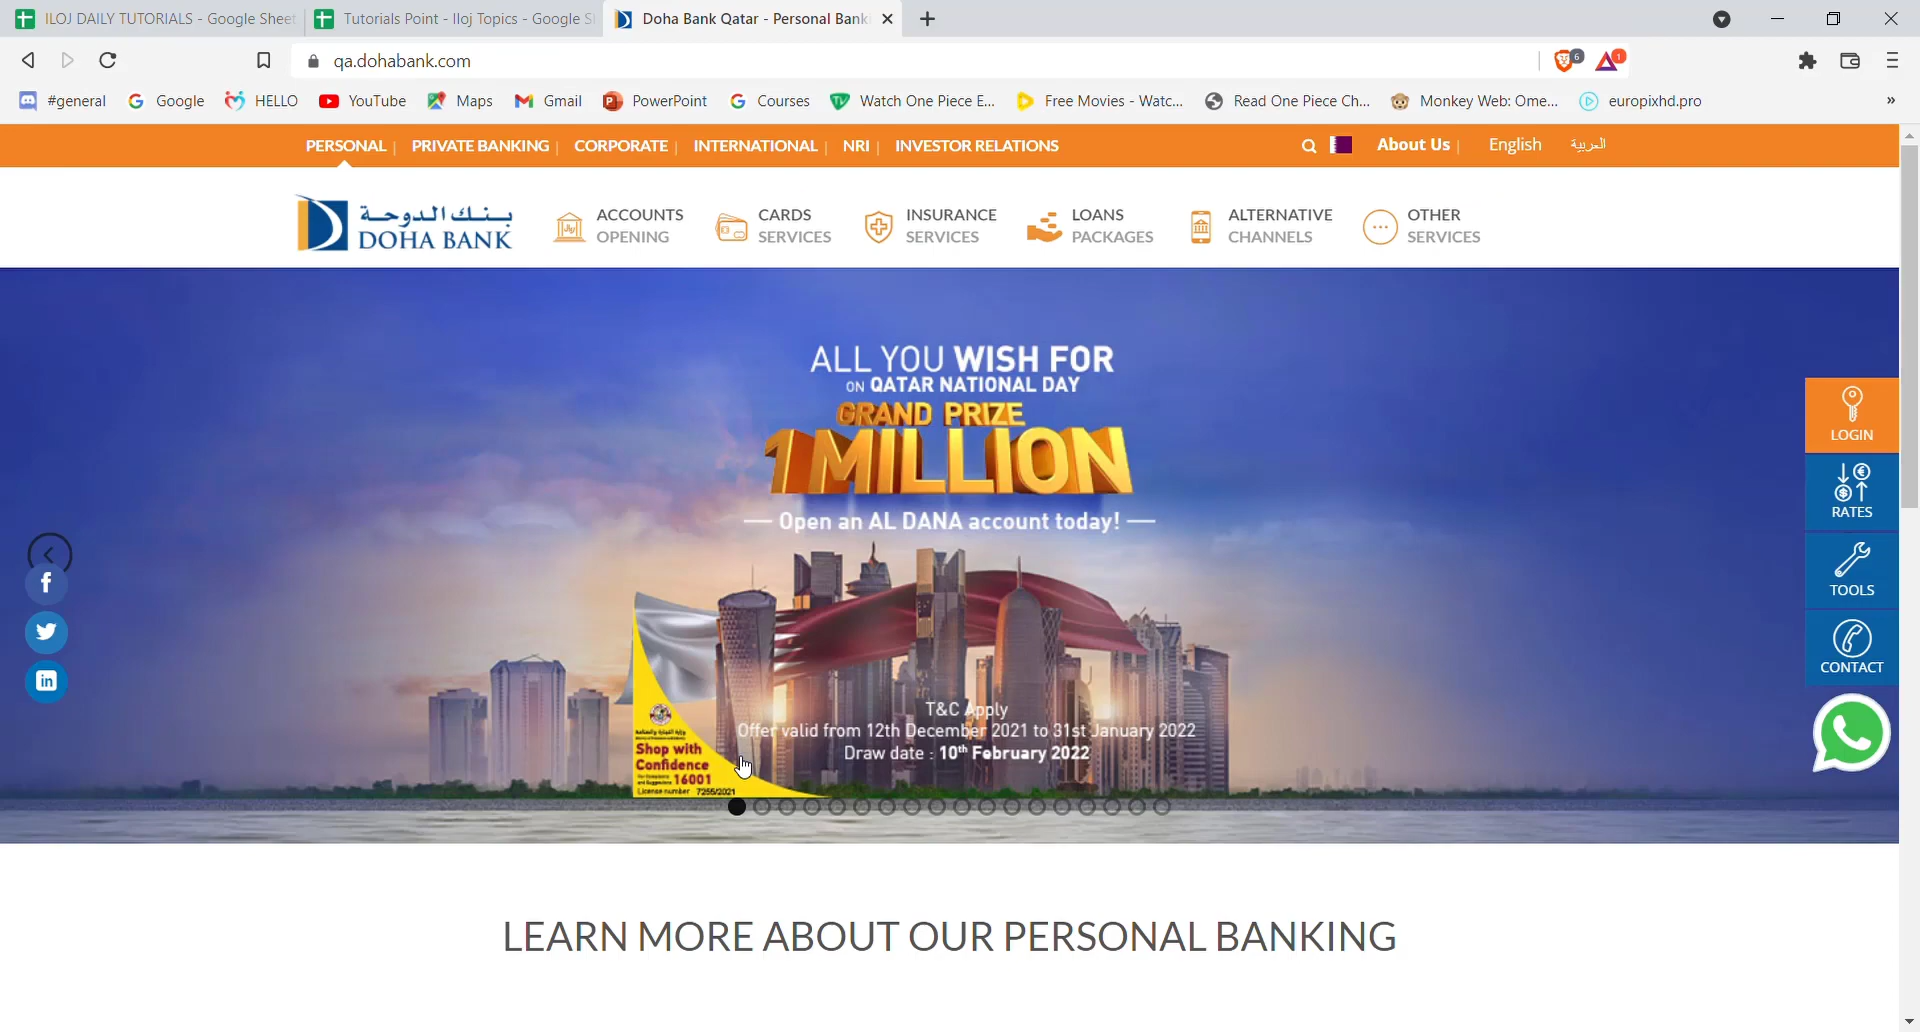 ILOJ DAILY TUTORIALS - Google Sheet
Tutorials Point - Iloj Topics - Google S
Doha Bank Qatar - Personal Bank
qa.dohabank.com
6
1
#general
Google
HELLO
YouTube
Maps
Gmail
PowerPoint
Courses
Watch One Piece E...
Free Movies - Watc...
Read One Piece Ch...
Monkey Web: Ome...
europixhd.pro
»
PERSONAL | PRIVATE BANKING | CORPORATE | INTERNATIONAL | NRI | INVESTOR RELATIONS
About Us | English العربية
بنك الدوحة
DOHA BANK
ACCOUNTS
OPENING
CARDS
SERVICES
INSURANCE
SERVICES
LOANS
PACKAGES
ALTERNATIVE
CHANNELS
OTHER
SERVICES
ALL YOU WISH FOR
ON QATAR NATIONAL DAY
GRAND PRIZE
1 MILLION
— Open an AL DANA account today! —
LOGIN
RATES
TOOLS
CONTACT
T&C Apply
Offer valid from 12th December 2021 to 31st January 2022
Draw date : 10th February 2022
Shop with
Confidence
16001
License number 7255/2021
LEARN MORE ABOUT OUR PERSONAL BANKING